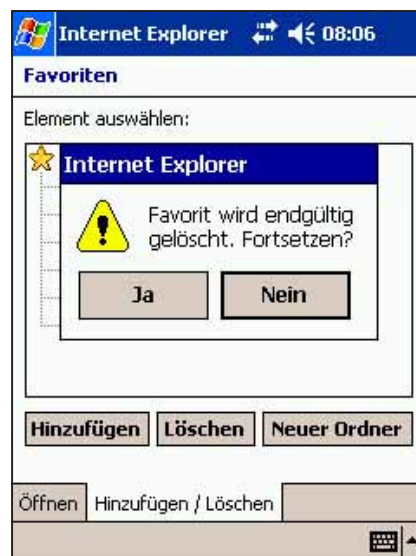 Internet Explorer 08:06
Favoriten
Element auswählen:
Internet Explorer
Favorit wird endgültig
gelöscht. Fortsetzen?
Ja Nein
Hinzufügen Löschen Neuer Ordner
Öffnen Hinzufügen / Löschen